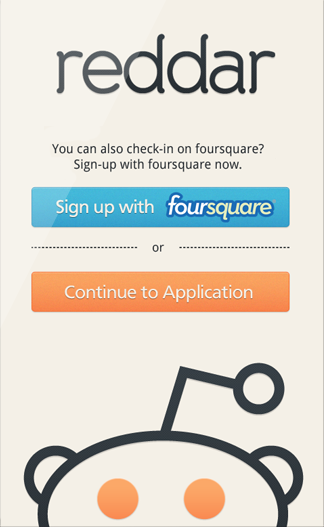 reddar
You can also check-in on foursquare?
Sign-up with foursquare now.
Sign up with foursquare
or
Continue to Application